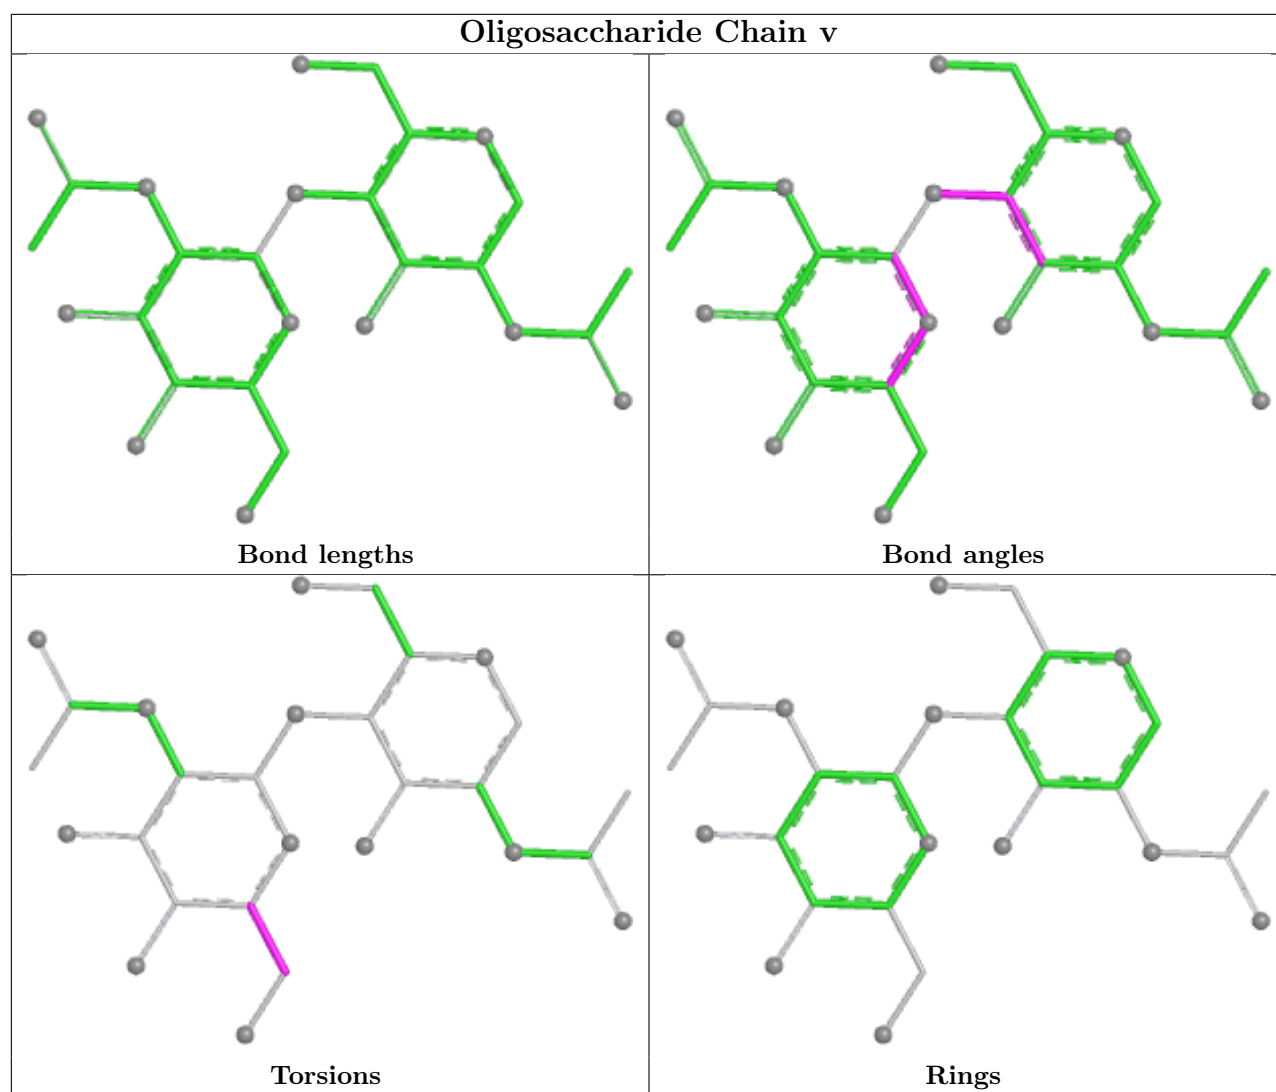 Oligosaccharide Chain v
Bond lengths
Bond angles
Torsions
Rings